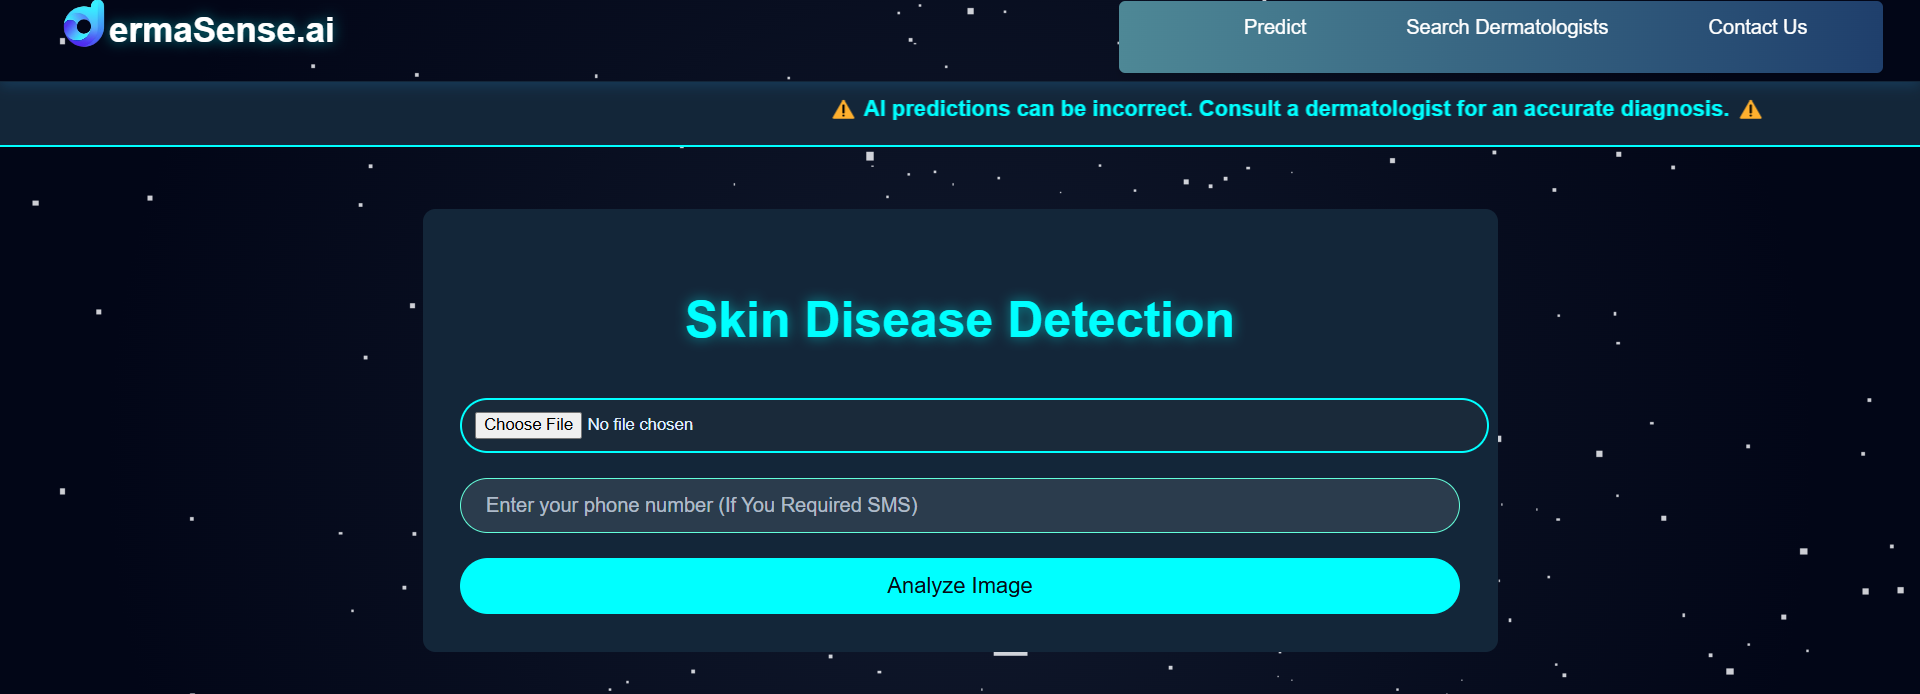 dermaSense.ai
Predict
Search Dermatologists
Contact Us
⚠️ AI predictions can be incorrect. Consult a dermatologist for an accurate diagnosis. ⚠️
Skin Disease Detection
Choose File No file chosen
Enter your phone number (If You Required SMS)
Analyze Image